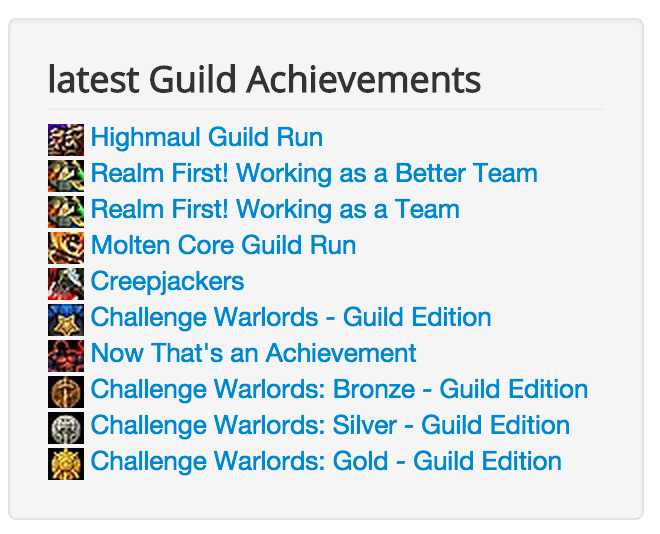 latest Guild Achievements
Highmaul Guild Run
Realm First! Working as a Better Team
Realm First! Working as a Team
Molten Core Guild Run
Creepjackers
Challenge Warlords - Guild Edition
Now That's an Achievement
Challenge Warlords: Bronze - Guild Edition
Challenge Warlords: Silver - Guild Edition
Challenge Warlords: Gold - Guild Edition